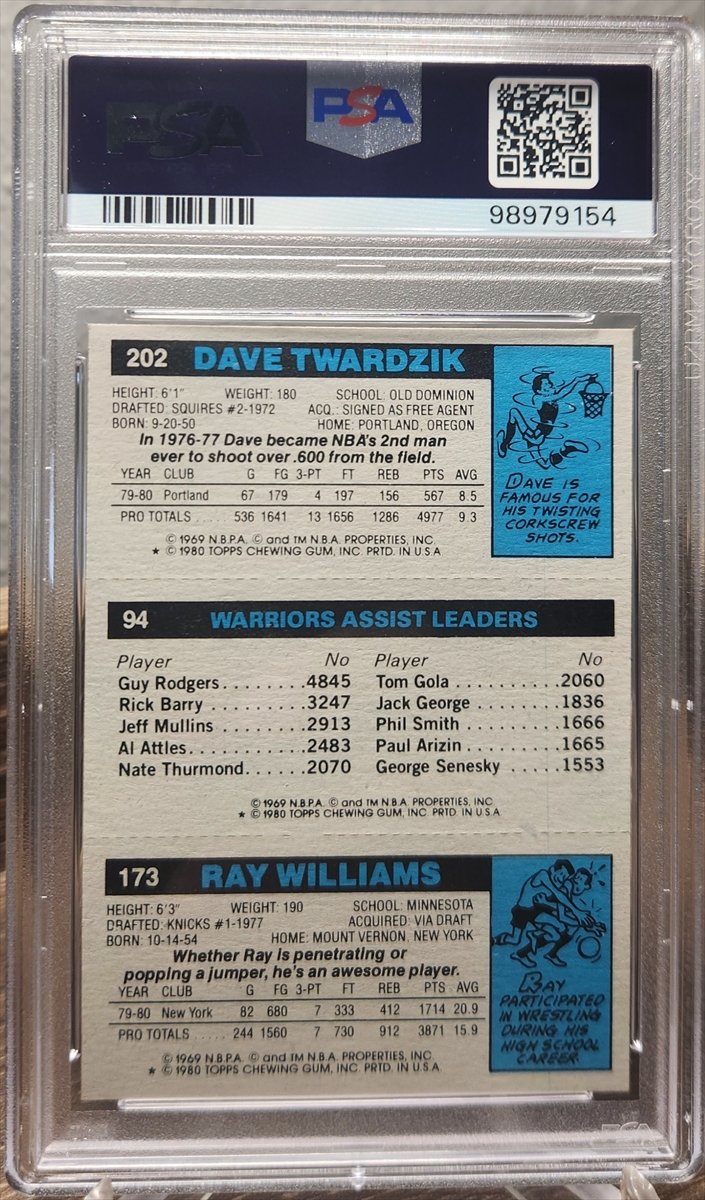 PSA
PSA
98979154
202 DAVE TWARDZIK
HEIGHT: 6'1" WEIGHT: 180 SCHOOL: OLD DOMINION
DRAFTED: SQUIRES #2-1972 ACQ.: SIGNED AS FREE AGENT
BORN: 9-20-50 HOME: PORTLAND, OREGON
In 1976-77 Dave became NBA's 2nd man
ever to shoot over .600 from the field.
YEAR CLUB G FG 3-PT FT REB PTS AVG
79-80 Portland 67 179 4 197 156 567 8.5
PRO TOTALS ..... 536 1641 13 1656 1286 4977 9.3
© 1969 N.B.P.A. © and TM N.B.A. PROPERTIES, INC.
★ © 1980 TOPPS CHEWING GUM, INC. PRTD. IN U.S.A.
DAVE IS
FAMOUS FOR
HIS TWISTING
CORKSCREW
SHOTS.
94 WARRIORS ASSIST LEADERS
Player No Player No
Guy Rodgers........4845 Tom Gola..........2060
Rick Barry.........3247 Jack George.......1836
Jeff Mullins.......2913 Phil Smith........1666
Al Attles..........2483 Paul Arizin.......1665
Nate Thurmond......2070 George Senesky.....1553
© 1969 N.B.P.A. © and TM N.B.A. PROPERTIES, INC.
★ © 1980 TOPPS CHEWING GUM, INC. PRTD. IN U.S.A.
173 RAY WILLIAMS
HEIGHT: 6'3" WEIGHT: 190 SCHOOL: MINNESOTA
DRAFTED: KNICKS #1-1977 ACQUIRED: VIA DRAFT
BORN: 10-14-54 HOME: MOUNT VERNON, NEW YORK
Whether Ray is penetrating or
popping a jumper, he's an awesome player.
YEAR CLUB G FG 3-PT FT REB PTS AVG
79-80 New York 82 680 7 333 412 1714 20.9
PRO TOTALS ..... 244 1560 7 730 912 3871 15.9
© 1969 N.B.P.A. © and TM N.B.A. PROPERTIES, INC.
★ © 1980 TOPPS CHEWING GUM, INC. PRTD. IN U.S.A.
RAY
PARTICIPATED
IN WRESTLING
DURING HIS
HIGH SCHOOL
CAREER.
PSA